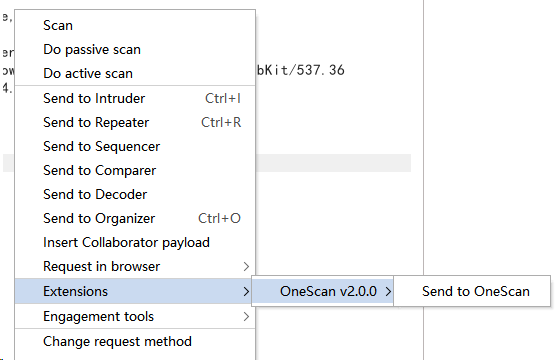 e,
Scan
er
Do passive scan
ow
Do active scan
bKit/537.36
4.
Send to Intruder Ctrl+I
Send to Repeater Ctrl+R
Send to Sequencer
Send to Comparer
Send to Decoder
Send to Organizer Ctrl+O
Insert Collaborator payload
Request in browser >
Extensions > OneScan v2.0.0 > Send to OneScan
Engagement tools >
Change request method